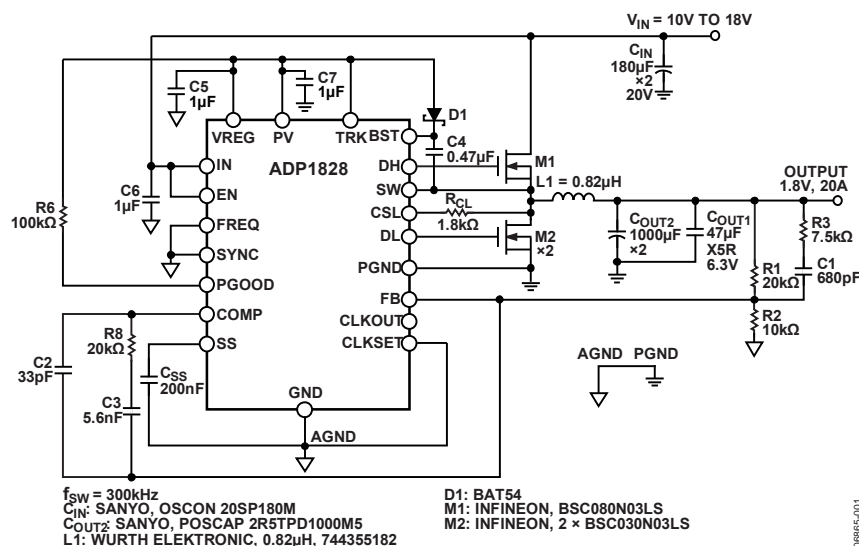 V_IN = 10V TO 18V
C_IN
180µF
×2
20V
C5
1µF
C7
1µF
D1
VREG
PV
TRK
BST
ADP1828
C4
0.47µF
M1
IN
DH
EN
SW
L1 = 0.82µH
OUTPUT
1.8V, 20A
C6
1µF
R6
100kΩ
FREQ
CSL
R_CL
1.8kΩ
SYNC
DL
M2
×2
C_OUT2
1000µF
×2
C_OUT1
47µF
X5R
6.3V
R3
7.5kΩ
C1
680pF
R1
20kΩ
PGOOD
PGND
COMP
FB
R8
20kΩ
CLKOUT
R2
10kΩ
SS
CLKSET
C2
33pF
C_SS
200nF
C3
5.6nF
GND
AGND
AGND PGND
f_SW = 300kHz
C_IN: SANYO, OSCON 20SP180M
C_OUT2: SANYO, POSCAP 2R5TPD1000M5
L1: WURTH ELEKTRONIC, 0.82µH, 744355182
D1: BAT54
M1: INFINEON, BSC080N03LS
M2: INFINEON, 2 × BSC030N03LS
06865-001